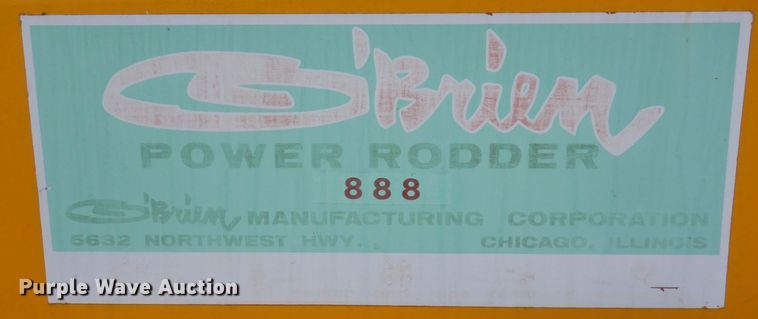 O'Brien
POWER RODDER
888
O'Brien MANUFACTURING CORPORATION
5632 NORTHWEST HWY., CHICAGO, ILLINOIS
Purple Wave Auction